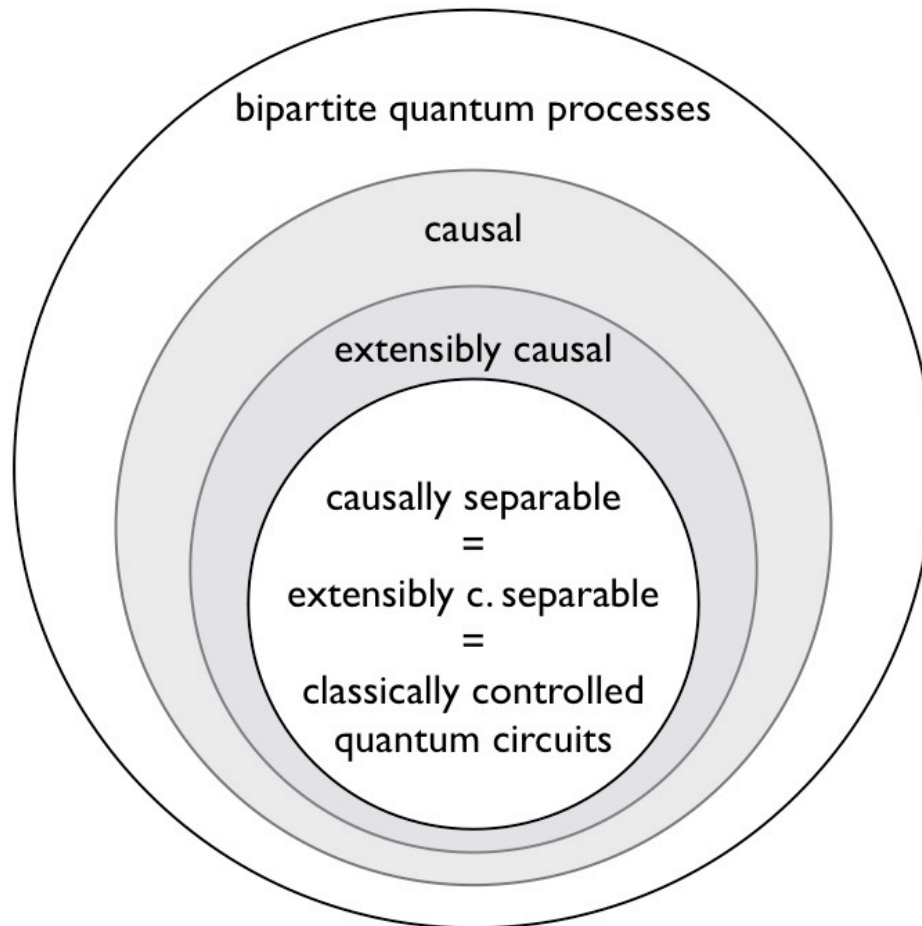 bipartite quantum processes
causal
extensibly causal
causally separable
=
extensibly c. separable
=
classically controlled
quantum circuits